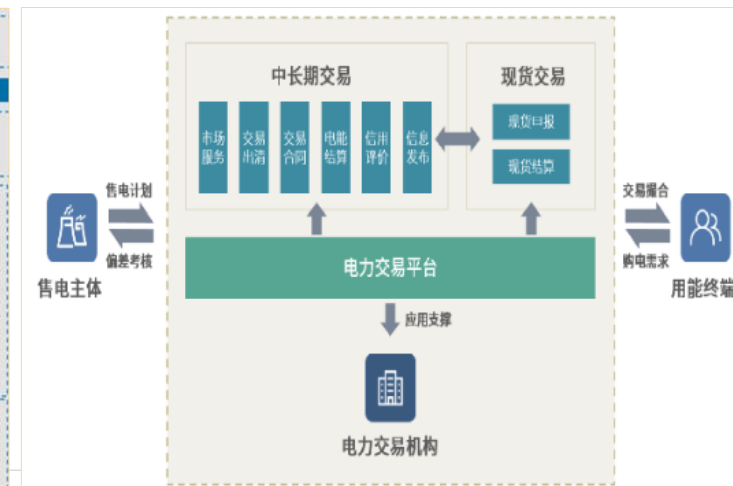 中长期交易
现货交易
市场
服务
交易
出清
交易
合同
电能
结算
信用
评价
信息
发布
现货申报
现货结算
售电计划
偏差考核
售电主体
交易撮合
购电需求
用能终端
电力交易平台
应用支撑
电力交易机构